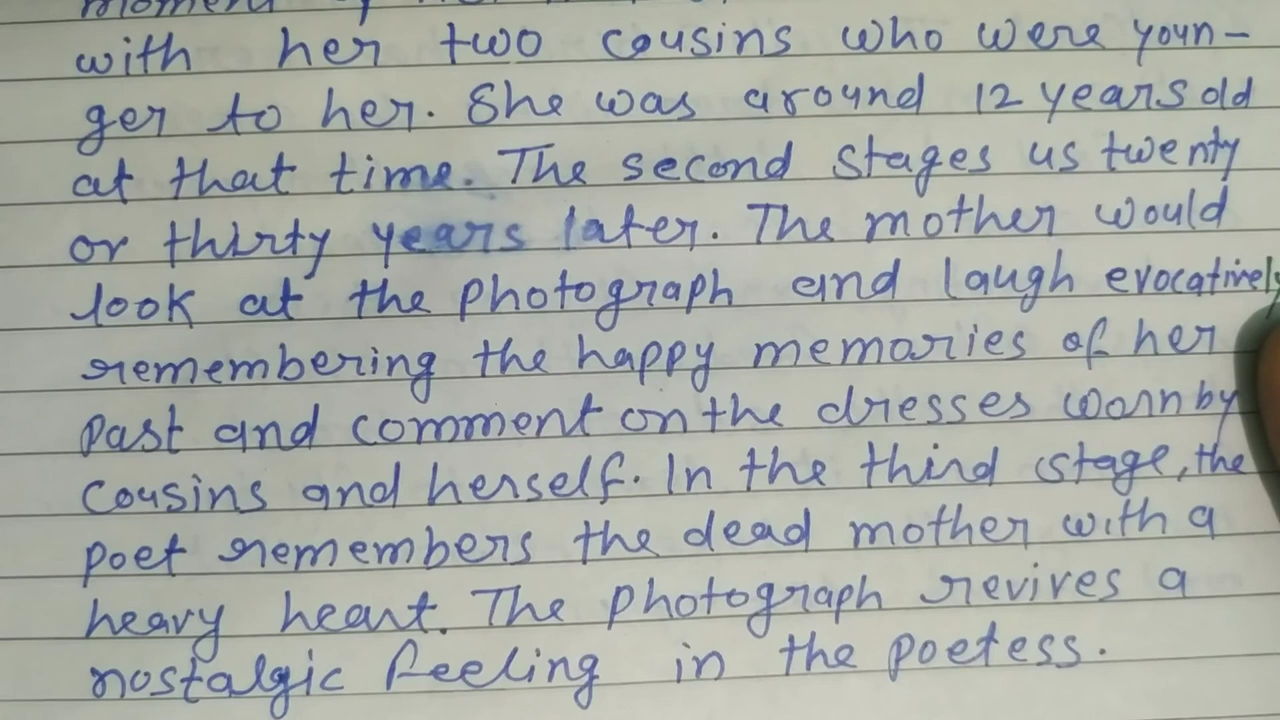 with her two cousins who were youn-
ger to her. She was around 12 years old
at that time. The second stages us twenty
or thirty years later. The mother would
look at the photograph and laugh evocatively
remembering the happy memories of her
past and comment on the dresses worn by
cousins and herself. In the third stage, the
poet remembers the dead mother with a
heavy heart. The photograph revives a
nostalgic feeling in the poetess.